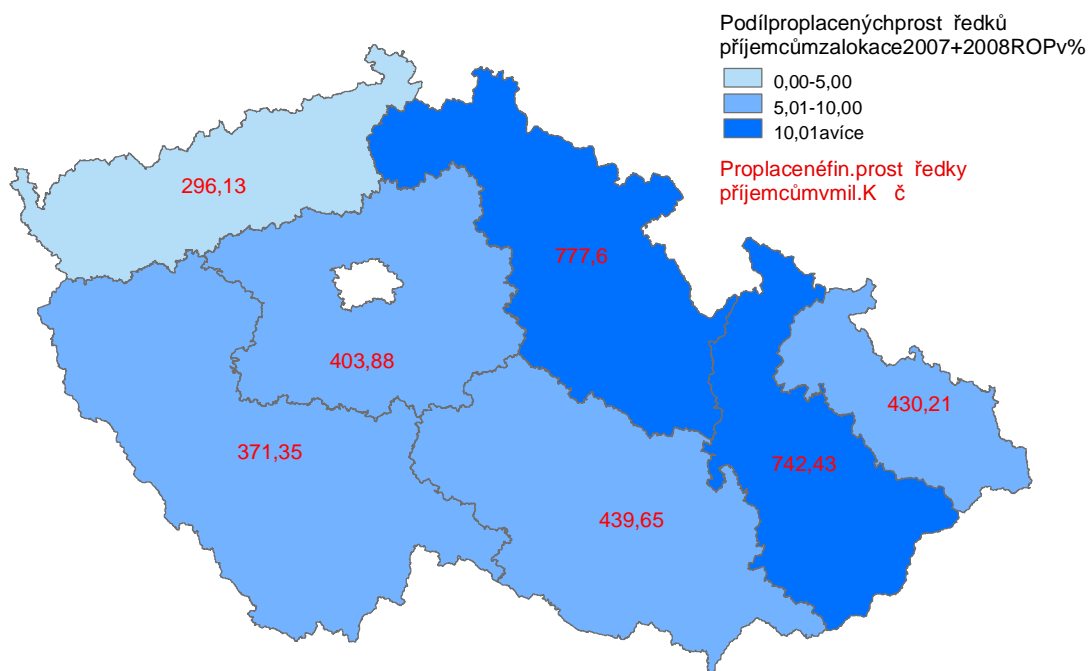 Podílproplacenýchprost ředků
příjemcůmzalokace2007+2008ROPv%
0,00-5,00
5,01-10,00
10,01avíce
Proplacenéfin.prost ředky
příjemcůmvmil.K č
296,13
777,6
403,88
430,21
371,35
742,43
439,65